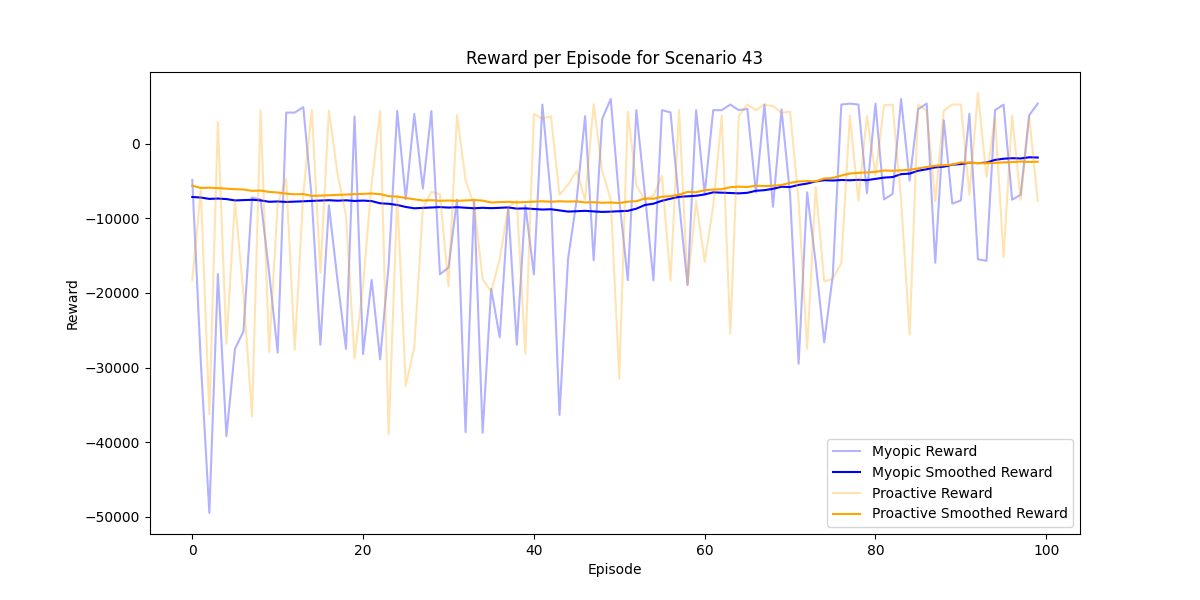 Reward per Episode for Scenario 43
Reward
0
−10000
−20000
−30000
−40000
−50000
0 20 40 60 80 100
Episode
Myopic Reward
Myopic Smoothed Reward
Proactive Reward
Proactive Smoothed Reward